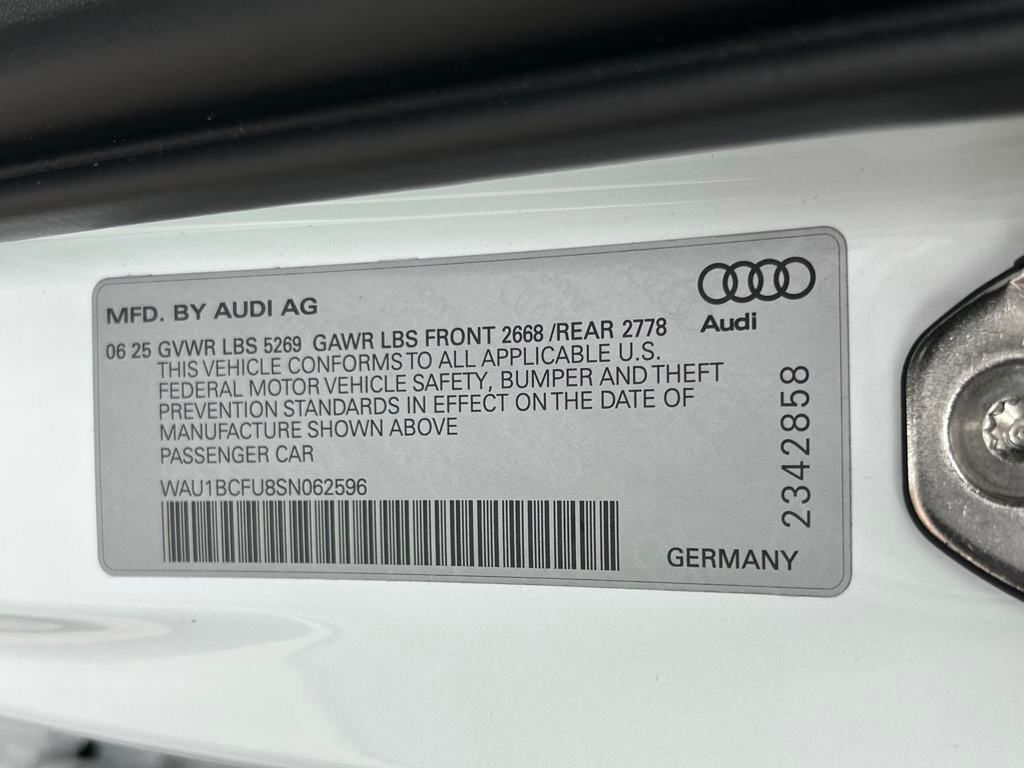 MFD. BY AUDI AG
Audi
06 25 GVWR LBS 5269 GAWR LBS FRONT 2668 /REAR 2778
THIS VEHICLE CONFORMS TO ALL APPLICABLE U.S.
FEDERAL MOTOR VEHICLE SAFETY, BUMPER AND THEFT
PREVENTION STANDARDS IN EFFECT ON THE DATE OF
MANUFACTURE SHOWN ABOVE
PASSENGER CAR
WAU1BCFU8SN062596
2342858
GERMANY